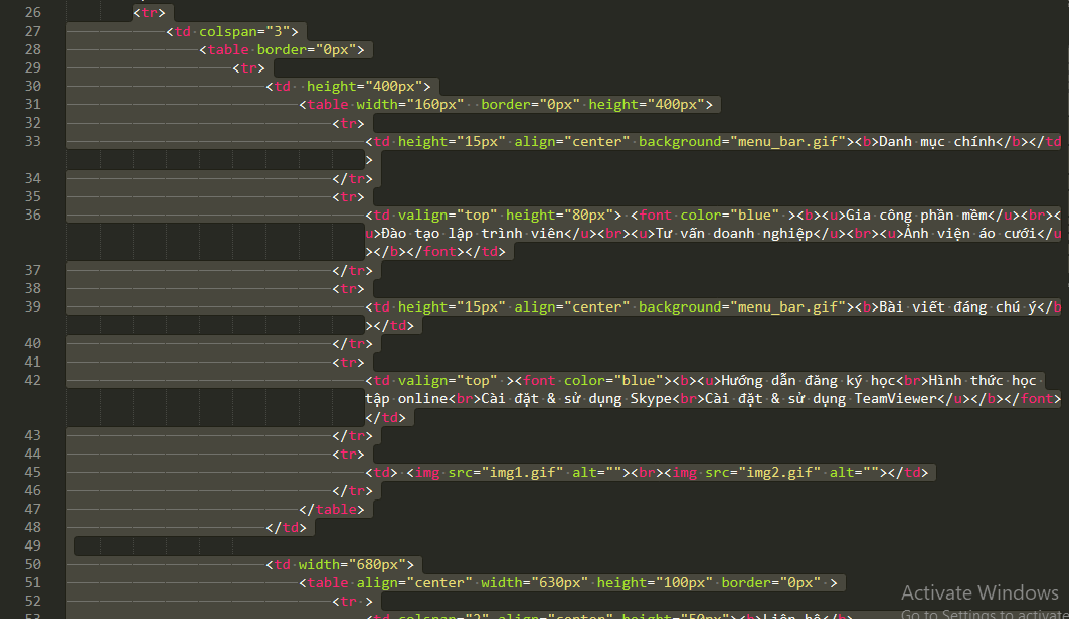 26 <tr>
27 <td colspan="3">
28 <table border="0px">
29 <tr>
30 <td  height="400px">
31 <table width="160px"  border="0px" height="400px">
32 <tr>
33 <td height="15px" align="center" background="menu_bar.gif"><b>Danh mục chính</b></td
>
34 </tr>
35 <tr>
36 <td valign="top" height="80px"> <font color="blue" ><b><u>Gia công phần mềm</u><br><
u>Đào tạo lập trình viên</u><br><u>Tư vấn doanh nghiệp</u><br><u>Ảnh viện áo cưới</u
></b></font></td>
37 </tr>
38 <tr>
39 <td height="15px" align="center" background="menu_bar.gif"><b>Bài viết đáng chú ý</b
></td>
40 </tr>
41 <tr>
42 <td valign="top" ><font color="blue"><b><u>Hướng dẫn đăng ký học<br>Hình thức học
tập online<br>Cài đặt & sử dụng Skype<br>Cài đặt & sử dụng TeamViewer</u></b></font>
</td>
43 </tr>
44 <tr>
45 <td> <img src="img1.gif" alt=""><br><img src="img2.gif" alt=""></td>
46 </tr>
47 </table>
48 </td>
49
50 <td width="680px">
51 <table align="center" width="630px" height="100px" border="0px" >
52 <tr >
Activate Windows
53 <td colspan="2" align="center" height="50px"><b>Liên hệ</b>
Go to Settings to activate